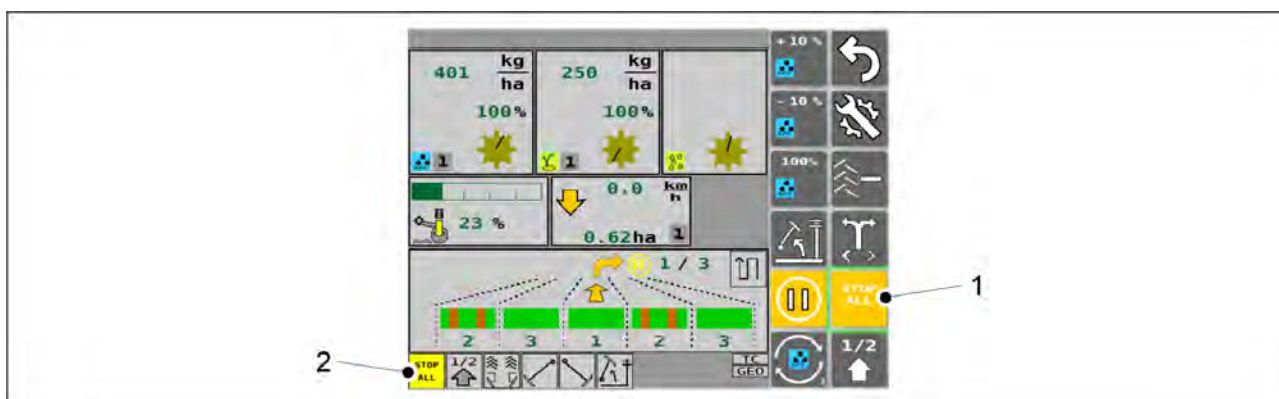 401 kg
ha
100%
1
250 kg
ha
100%
1
23 %
0.0 km
h
0.62ha 1
1 / 3
2 3 1 2 3
STOP
ALL
1/2
TC
GEO
+ 10 %
- 10 %
100%
STOP
ALL
1/2
1
2